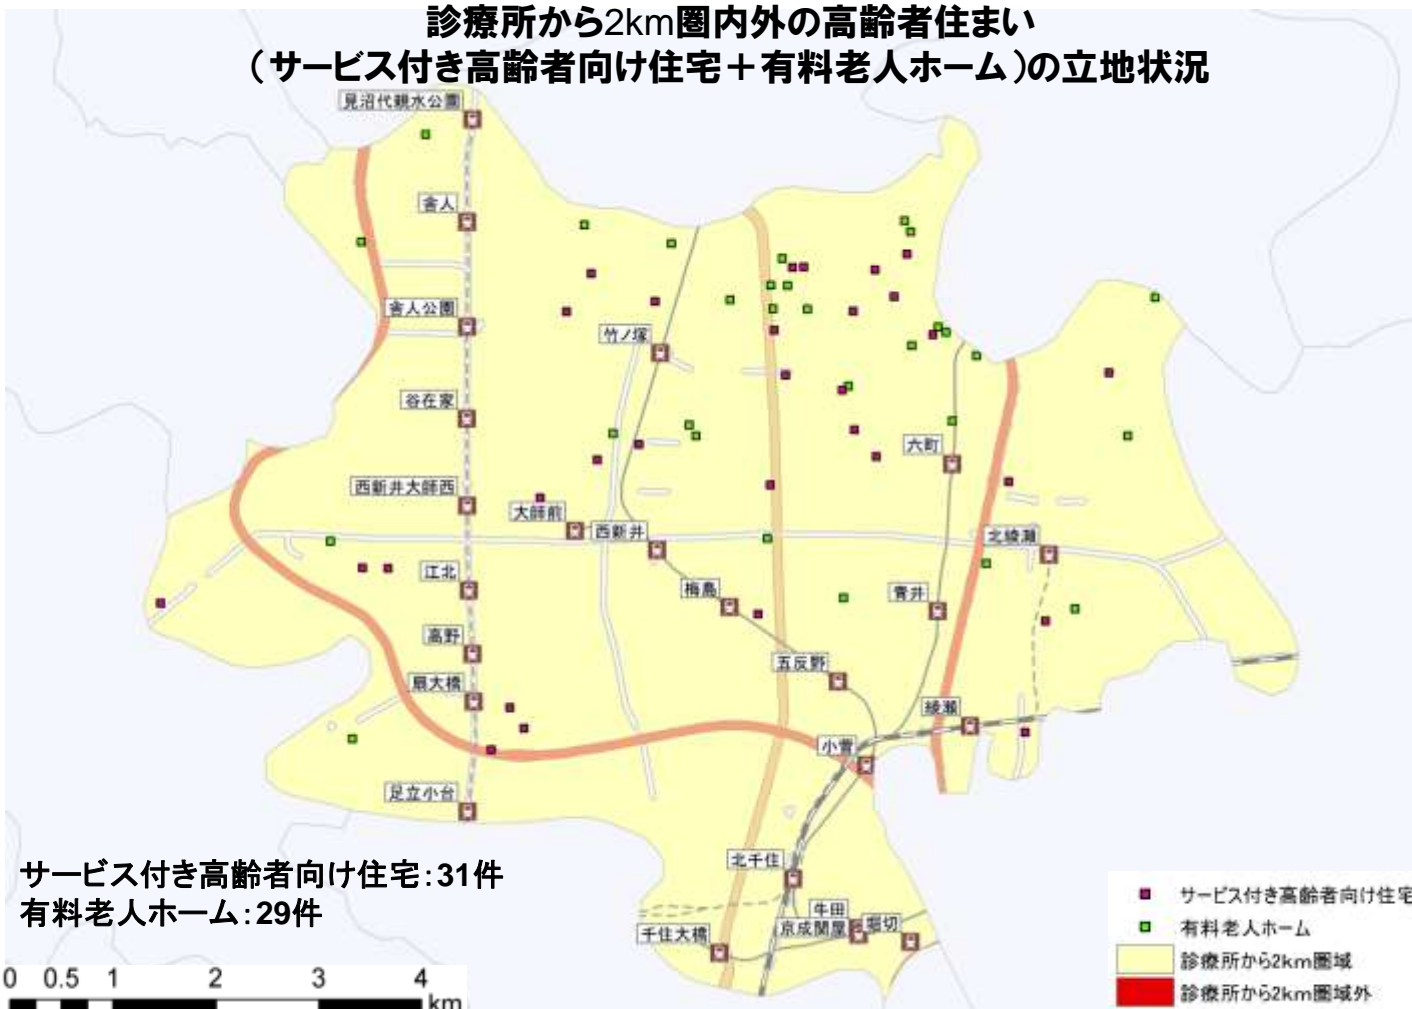 診療所から2km圏内外の高齢者住まい
（サービス付き高齢者向け住宅＋有料老人ホーム）の立地状況
見沼代親水公園
舎人
舎人公園
竹ノ塚
谷在家
六町
西新井大師西
大師前
西新井
北綾瀬
江北
梅島
青井
高野
五反野
扇大橋
綾瀬
小菅
足立小台
北千住
牛田
京成関屋
堀切
千住大橋
サービス付き高齢者向け住宅：31件
有料老人ホーム：29件
0 0.5 1 2 3 4
km
サービス付き高齢者向け住宅
有料老人ホーム
診療所から2km圏域
診療所から2km圏域外